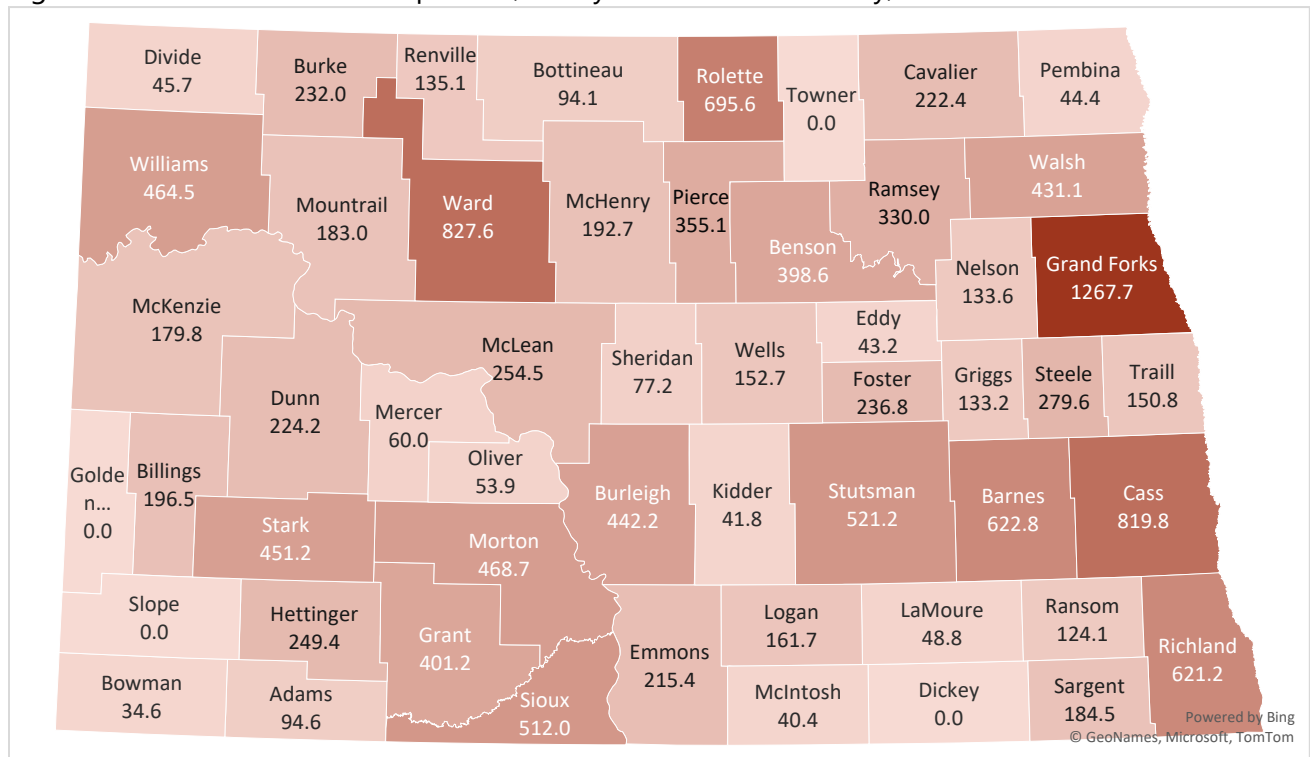 Divide
45.7
Burke
232.0
Renville
135.1
Bottineau
94.1
Rolette
695.6
Towner
0.0
Cavalier
222.4
Pembina
44.4
Williams
464.5
Mountrail
183.0
Ward
827.6
McHenry
192.7
Pierce
355.1
Benson
398.6
Ramsey
330.0
Walsh
431.1
Nelson
133.6
Grand Forks
1267.7
McKenzie
179.8
Dunn
224.2
McLean
254.5
Mercer
60.0
Oliver
53.9
Sheridan
77.2
Wells
152.7
Eddy
43.2
Foster
236.8
Griggs
133.2
Steele
279.6
Traill
150.8
Golde
n...
0.0
Billings
196.5
Stark
451.2
Morton
468.7
Burleigh
442.2
Kidder
41.8
Stutsman
521.2
Barnes
622.8
Cass
819.8
Slope
0.0
Hettinger
249.4
Grant
401.2
Emmons
215.4
Logan
161.7
LaMoure
48.8
Ransom
124.1
Richland
621.2
Bowman
34.6
Adams
94.6
Sioux
512.0
McIntosh
40.4
Dickey
0.0
Sargent
184.5
Powered by Bing
© GeoNames, Microsoft, TomTom